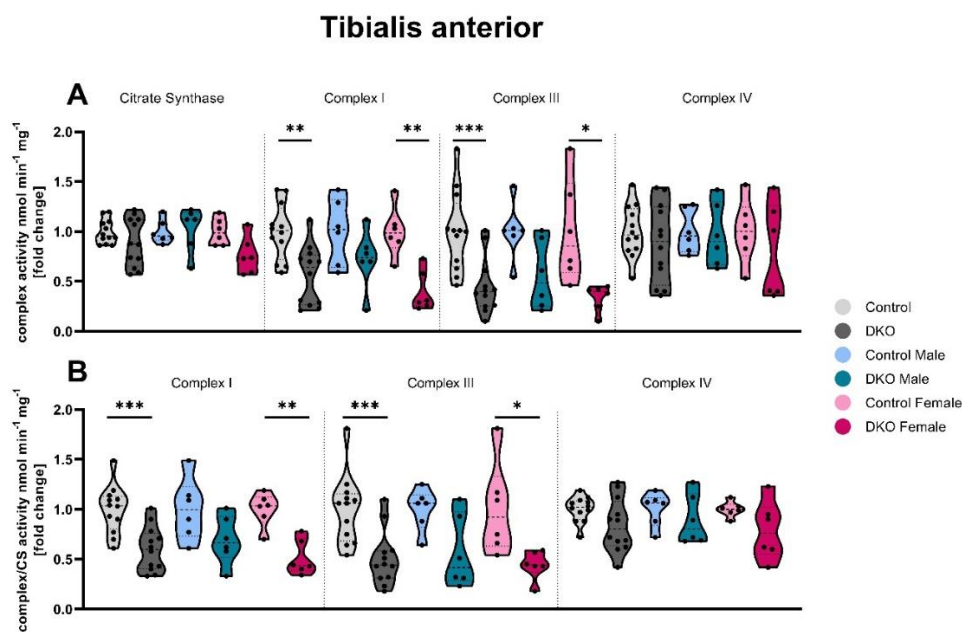 Tibialis anterior
A
Citrate Synthase
Complex I
Complex III
Complex IV
complex activity nmol min⁻¹ mg⁻¹
[fold change]
2.0
1.5
1.0
0.5
0.0
**
**
***
*
B
Complex I
Complex III
Complex IV
complex/CS activity nmol min⁻¹ mg⁻¹
[fold change]
2.0
1.5
1.0
0.5
0.0
***
**
***
*
Control
DKO
Control Male
DKO Male
Control Female
DKO Female